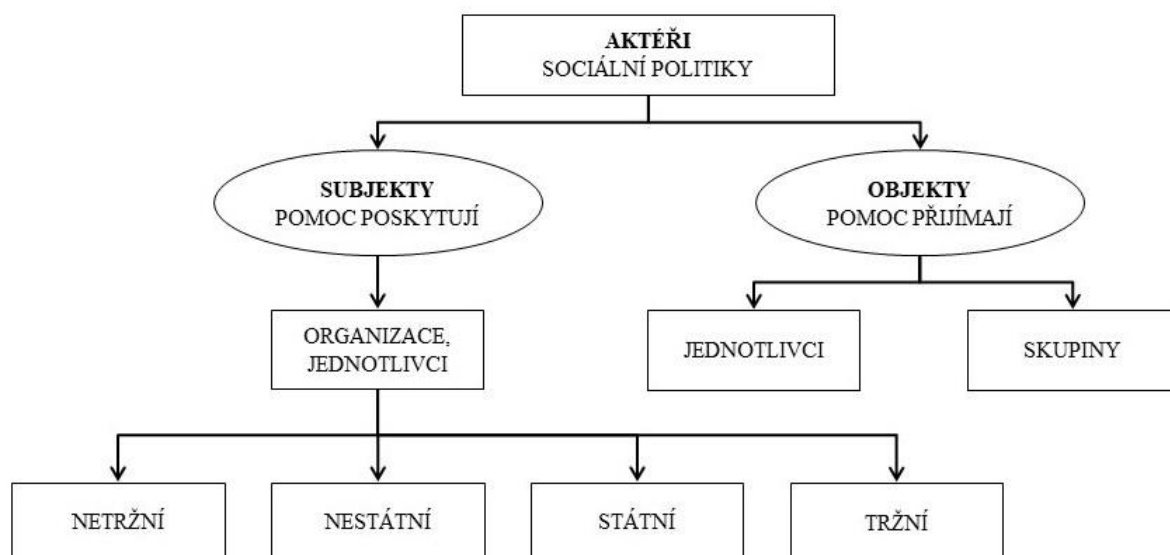 AKTÉŘI
SOCIÁLNÍ POLITIKY
SUBJEKTY
POMOC POSKYTUJÍ
OBJEKTY
POMOC PŘIJÍMAJÍ
ORGANIZACE,
JEDNOTLIVCI
JEDNOTLIVCI
SKUPINY
NETRŽNÍ
NESTÁTNÍ
STÁTNÍ
TRŽNÍ